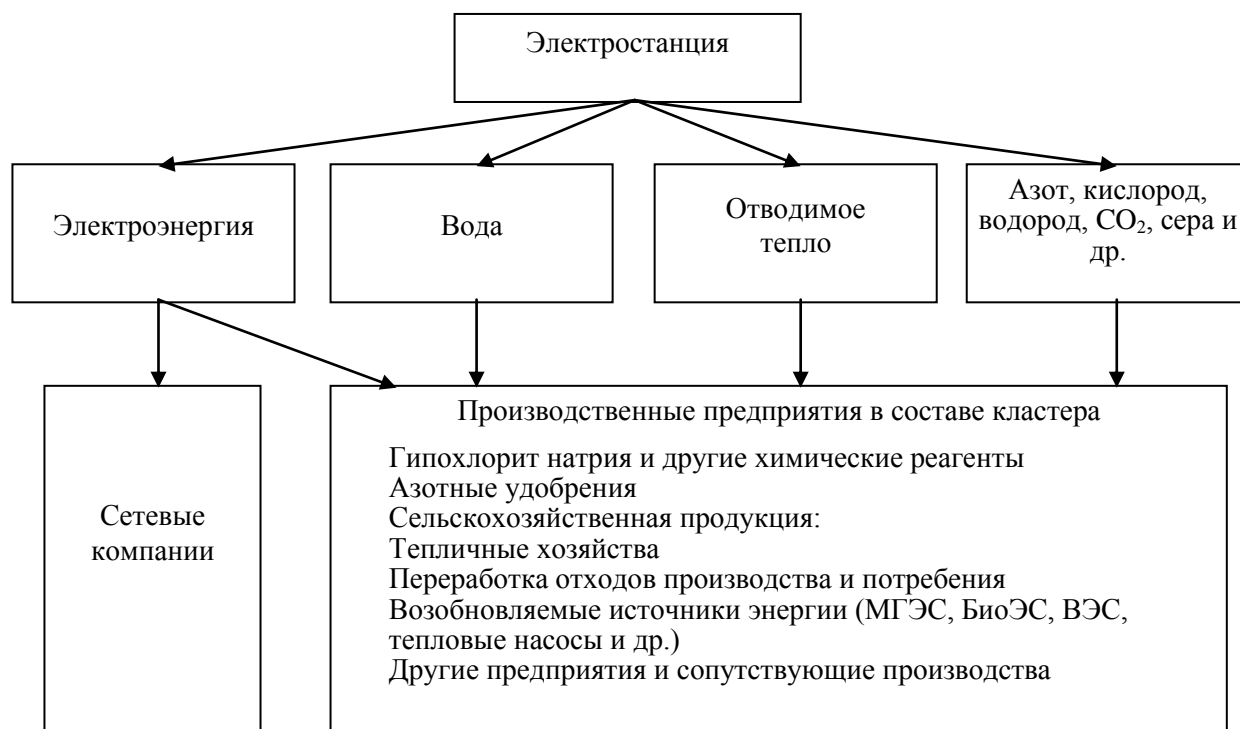 Электростанция
Электроэнергия
Вода
Отводимое
тепло
Азот, кислород,
водород, CO₂, сера и
др.
Сетевые
компании
Производственные предприятия в составе кластера
Гипохлорит натрия и другие химические реагенты
Азотные удобрения
Сельскохозяйственная продукция:
Тепличные хозяйства
Переработка отходов производства и потребения
Возобновляемые источники энергии (МГЭС, БиоЭС, ВЭС,
тепловые насосы и др.)
Другие предприятия и сопутствующие производства